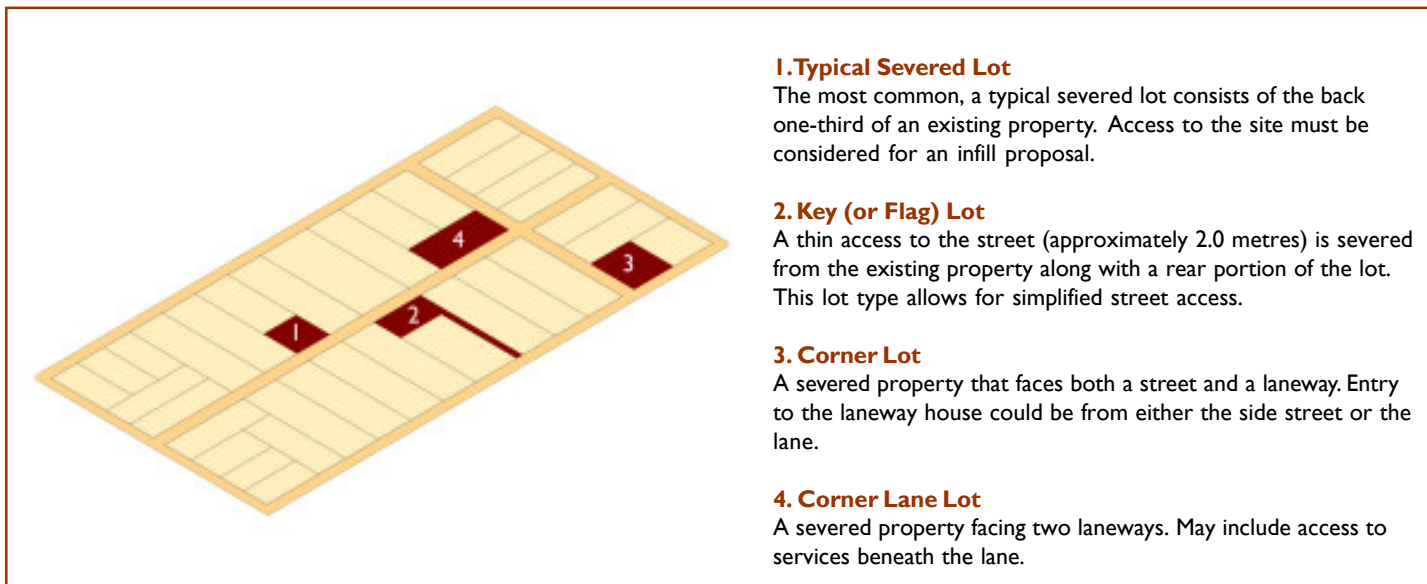 4
3
2
1
1.Typical Severed Lot
The most common, a typical severed lot consists of the back
one-third of an existing property. Access to the site must be
considered for an infill proposal.
2. Key (or Flag) Lot
A thin access to the street (approximately 2.0 metres) is severed
from the existing property along with a rear portion of the lot.
This lot type allows for simplified street access.
3. Corner Lot
A severed property that faces both a street and a laneway. Entry
to the laneway house could be from either the side street or the
lane.
4. Corner Lane Lot
A severed property facing two laneways. May include access to
services beneath the lane.